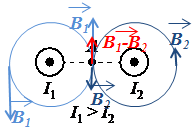 B₁
B₁-B₂
I₁
I₂
B₁
B₂
B₂
I₁ > I₂